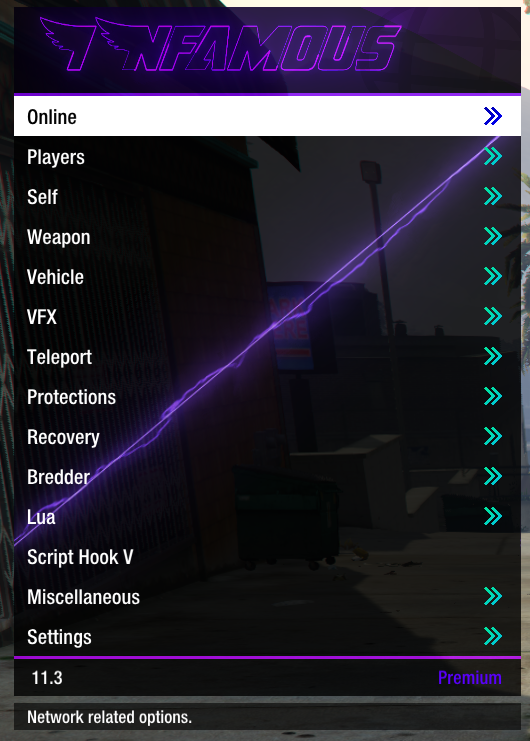 INFAMOUS
Online
Players
Self
Weapon
Vehicle
VFX
Teleport
Protections
Recovery
Bredder
Lua
Script Hook V
Miscellaneous
Settings
11.3 Premium
Network related options.